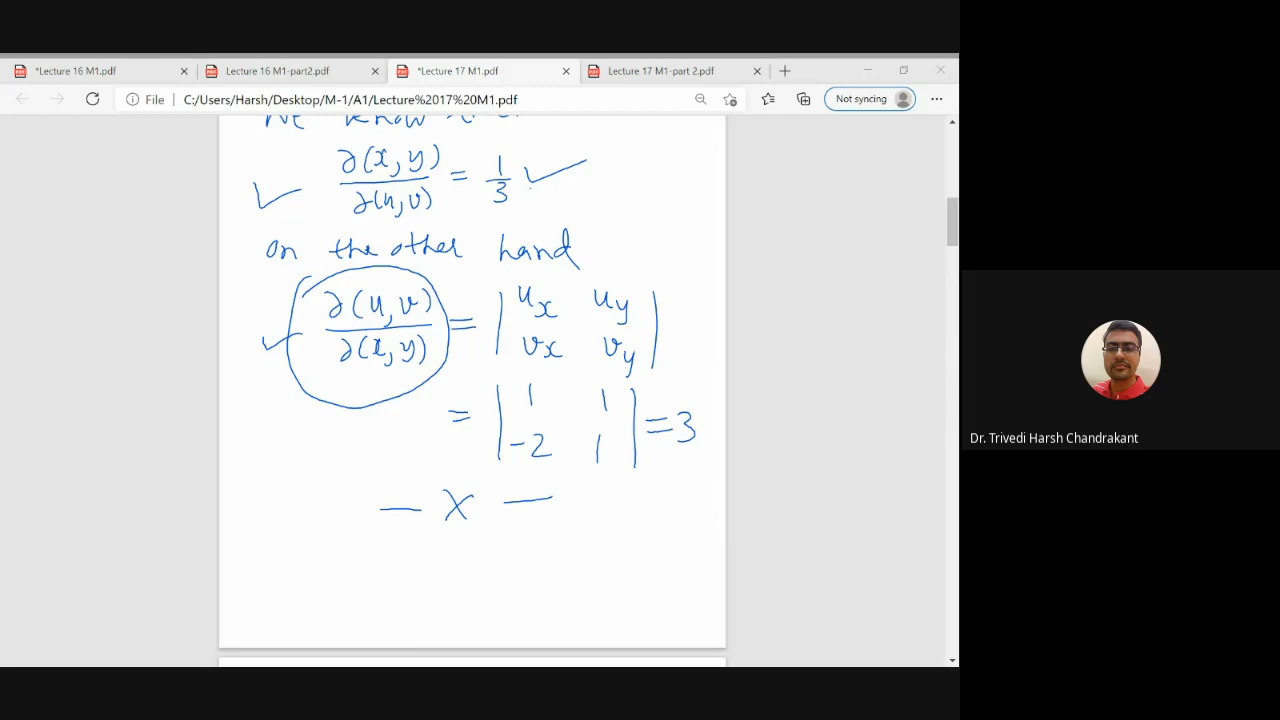 *Lecture 16 M1.pdf
Lecture 16 M1-part2.pdf
*Lecture 17 M1.pdf
Lecture 17 M1-part 2.pdf
File
C:/Users/Harsh/Desktop/M-1/A1/Lecture%2017%20M1.pdf
Not syncing
We know
∂(x, y) / ∂(u, v) = 1/3 ✓
on the other hand
∂(u, v) / ∂(x, y) = | u_x u_y |
| v_x v_y |
= | 1 1 | = 3
| -2 1 |
— x —
Dr. Trivedi Harsh Chandrakant